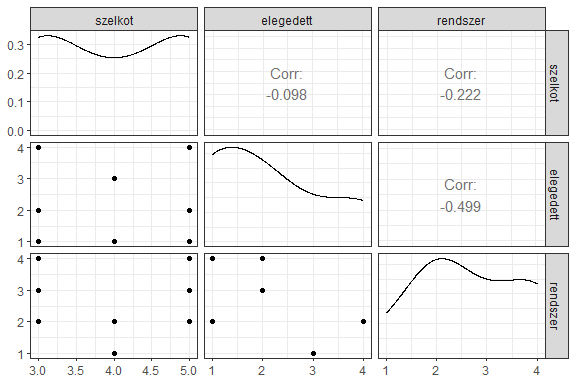 szelkot elegedett rendszer
0.3
0.2
0.1
0.0
Corr:
-0.098
Corr:
-0.222
szelkot
4
3
2
1
Corr:
-0.499
elegedett
4
3
2
1
rendszer
3.0 3.5 4.0 4.5 5.0 1 2 3 4 1 2 3 4